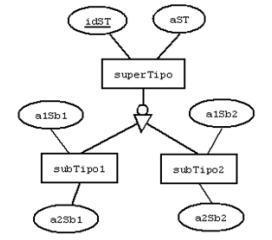 idST
aST
superTipo
a1Sb1
a1Sb2
subTipo1
subTipo2
a2Sb1
a2Sb2